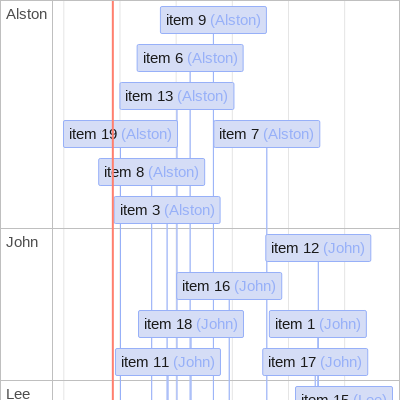 Alston
item 9 (Alston)
item 6 (Alston)
item 13 (Alston)
item 19 (Alston)
item 7 (Alston)
item 8 (Alston)
item 3 (Alston)
John
item 12 (John)
item 16 (John)
item 18 (John)
item 1 (John)
item 11 (John)
item 17 (John)
Lee
item 15 (Lee)